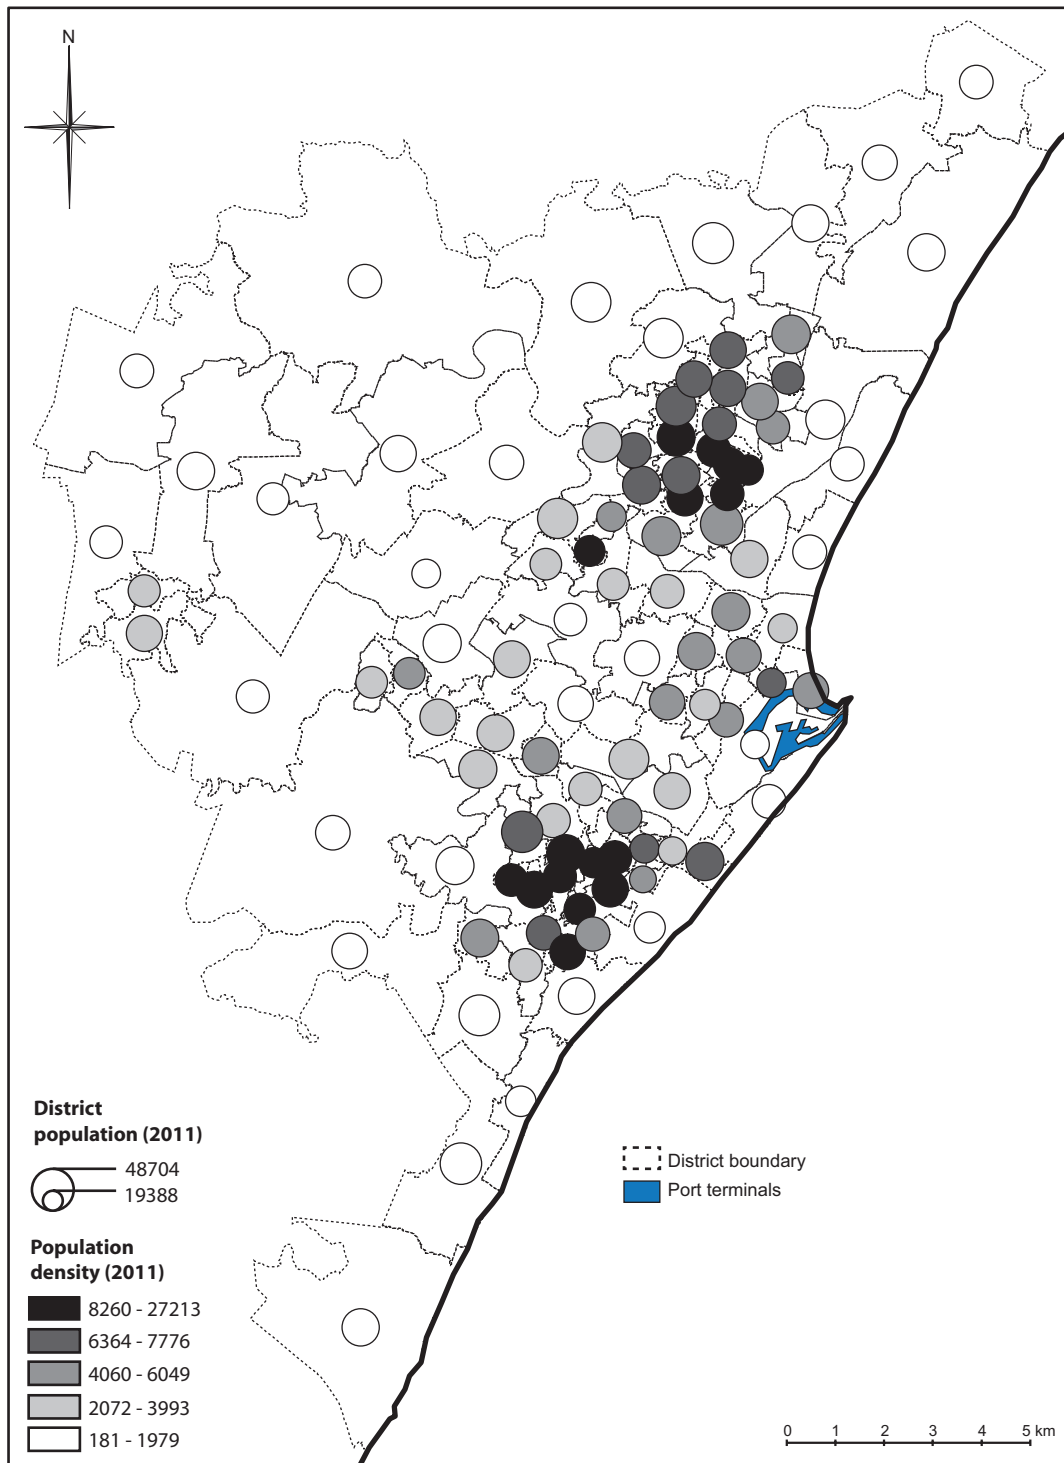 N
District
population (2011)
48704
19388
Population
density (2011)
8260 - 27213
6364 - 7776
4060 - 6049
2072 - 3993
181 - 1979
District boundary
Port terminals
0 1 2 3 4 5 km